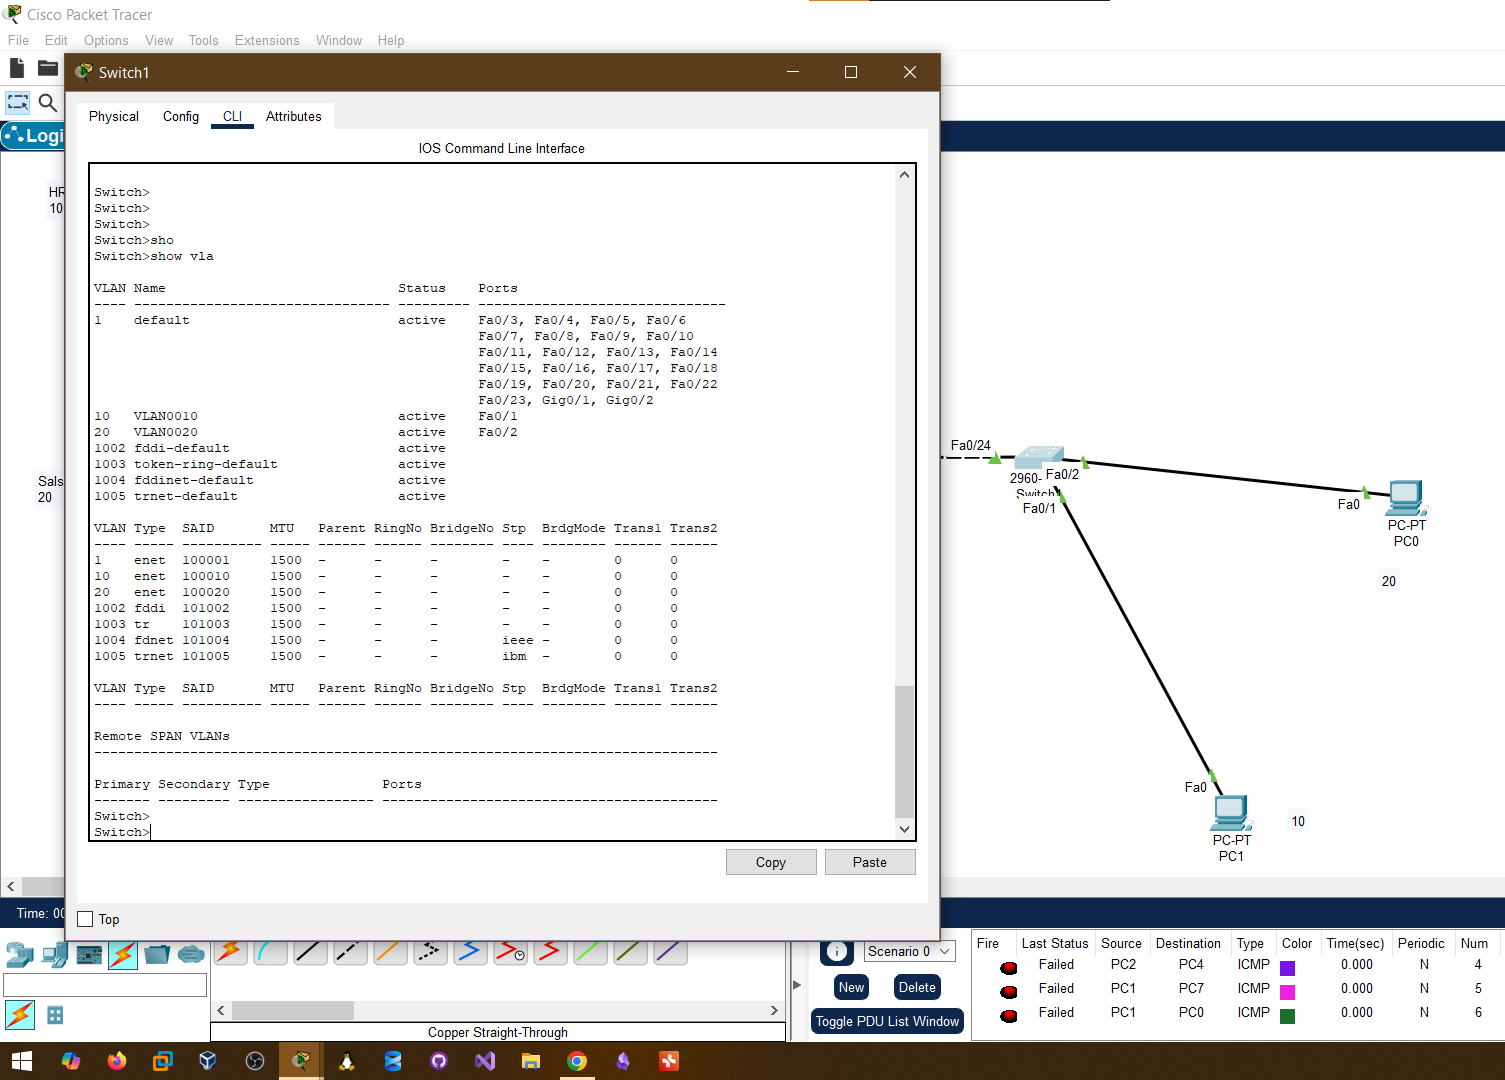 Cisco Packet Tracer
File Edit Options View Tools Extensions Window Help
Switch1
Physical Config CLI Attributes
Logi
IOS Command Line Interface
HR
10
Sals
20
Switch>
Switch>
Switch>
Switch>sho
Switch>show vla
VLAN Name Status Ports
---- -------------------------------- --------- -------------------------------
1 default active Fa0/3, Fa0/4, Fa0/5, Fa0/6
Fa0/7, Fa0/8, Fa0/9, Fa0/10
Fa0/11, Fa0/12, Fa0/13, Fa0/14
Fa0/15, Fa0/16, Fa0/17, Fa0/18
Fa0/19, Fa0/20, Fa0/21, Fa0/22
Fa0/23, Gig0/1, Gig0/2
10 VLAN0010 active Fa0/1
20 VLAN0020 active Fa0/2
1002 fddi-default active
1003 token-ring-default active
1004 fddinet-default active
1005 trnet-default active
VLAN Type SAID MTU Parent RingNo BridgeNo Stp BrdgMode Trans1 Trans2
---- ----- ---------- ----- ------ ------ -------- ---- -------- ------ ------
1 enet 100001 1500 - - - - - 0 0
10 enet 100010 1500 - - - - - 0 0
20 enet 100020 1500 - - - - - 0 0
1002 fddi 101002 1500 - - - - - 0 0
1003 tr 101003 1500 - - - - - 0 0
1004 fdnet 101004 1500 - - - ieee - 0 0
1005 trnet 101005 1500 - - - ibm - 0 0
VLAN Type SAID MTU Parent RingNo BridgeNo Stp BrdgMode Trans1 Trans2
---- ----- ---------- ----- ------ ------ -------- ---- -------- ------ ------
Remote SPAN VLANs
------------------------------------------------------------------------------
Primary Secondary Type Ports
------- --------- ----------------- ------------------------------------------
Switch>
Switch>
Copy Paste
Top
Fa0/24
2960-
Fa0/2
Switch1
Fa0/1
Fa0
PC-PT
PC0
20
Fa0
PC-PT
PC1
10
Time: 00
Copper Straight-Through
Scenario 0
New Delete
Toggle PDU List Window
Fire Last Status Source Destination Type Color Time(sec) Periodic Num
Failed PC2 PC4 ICMP 0.000 N 4
Failed PC1 PC7 ICMP 0.000 N 5
Failed PC1 PC0 ICMP 0.000 N 6